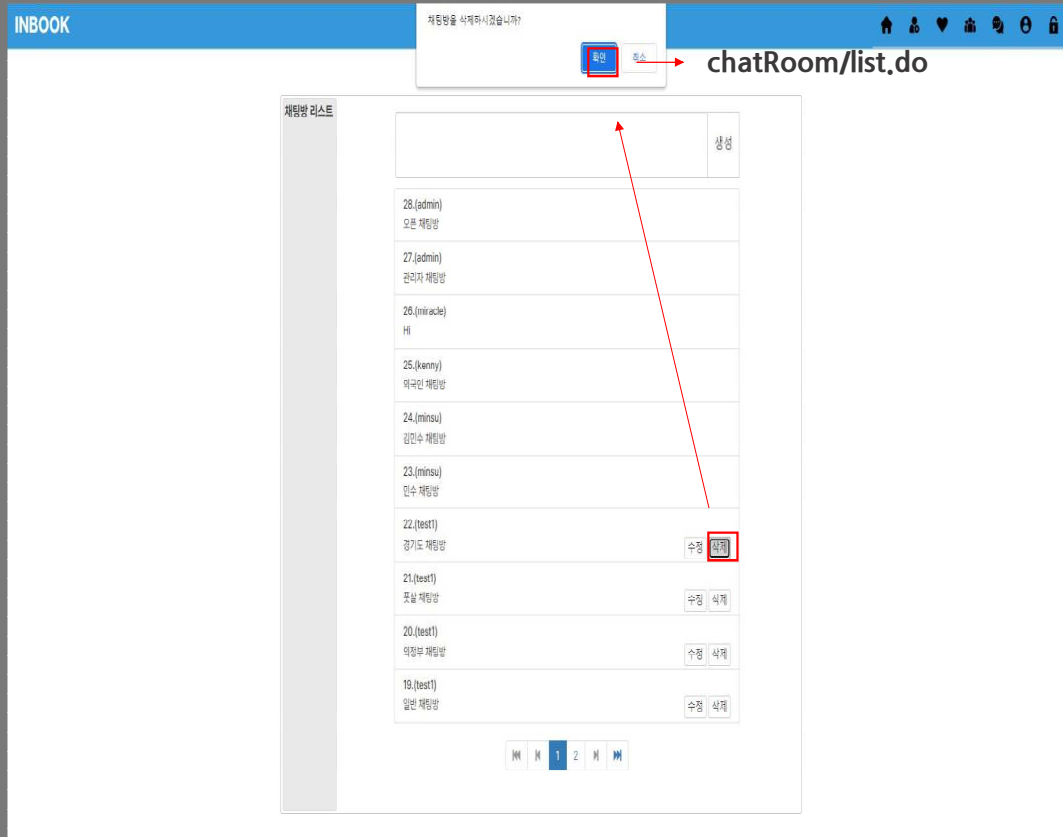 INBOOK
채팅방을 삭제하시겠습니까?
확인
취소
chatRoom/list.do
채팅방 리스트
생성
28.(admin)
오픈 채팅방
27.(admin)
관리자 채팅방
26.(miracle)
Hi
25.(kenny)
외국인 채팅방
24.(minsu)
김민수 채팅방
23.(minsu)
민수 채팅방
22.(test1)
경기도 채팅방
수정 삭제
21.(test1)
풋살 채팅방
수정 삭제
20.(test1)
의정부 채팅방
수정 삭제
19.(test1)
일반 채팅방
수정 삭제
1 2